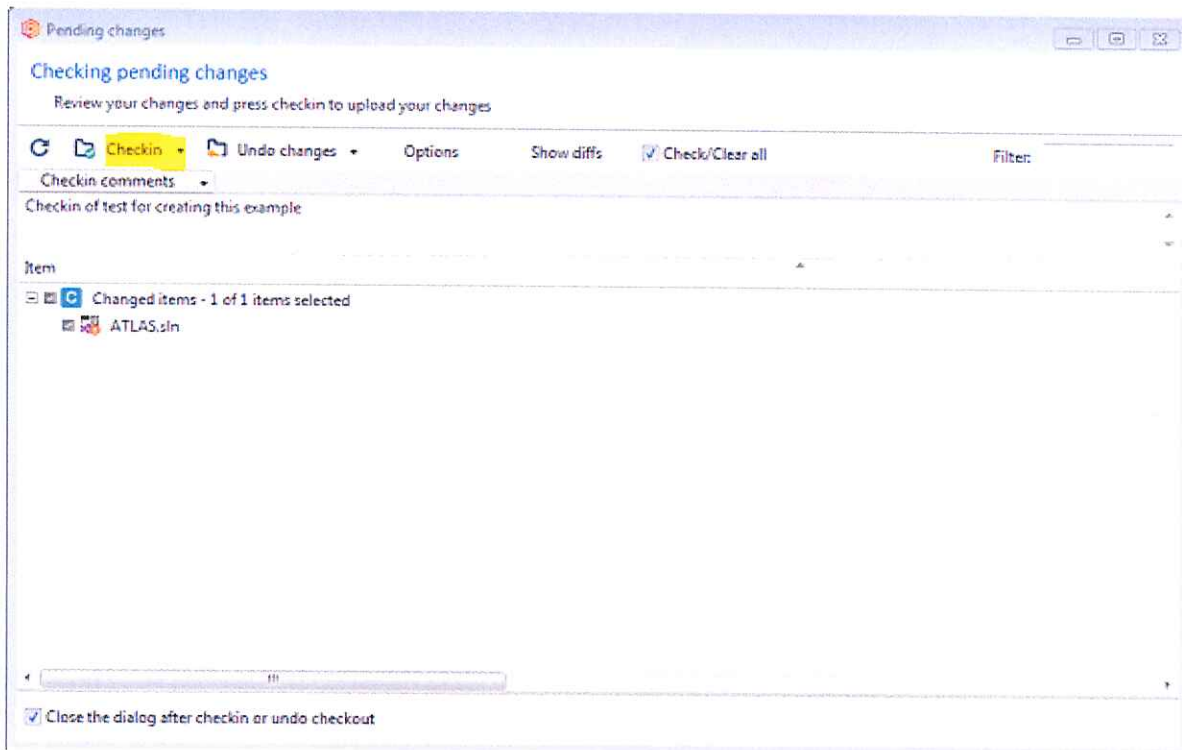 Pending changes
Checking pending changes
Review your changes and press checkin to upload your changes
Checkin Undo changes Options Show diffs Check/Clear all Filter:
Checkin comments
Checkin of test for creating this example
Item
C Changed items - 1 of 1 items selected
ATLAS.sln
Close the dialog after checkin or undo checkout